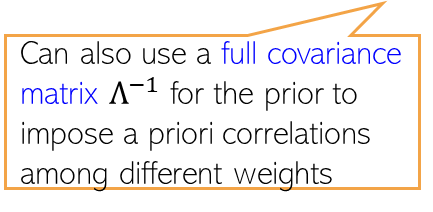 Can also use a full covariance
matrix Λ⁻¹ for the prior to
impose a priori correlations
among different weights